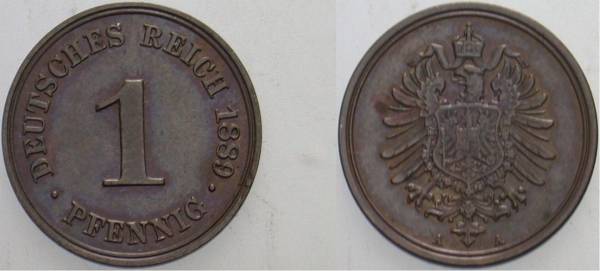 DEUTSCHES REICH 1889
1
· PFENNIG ·
A A